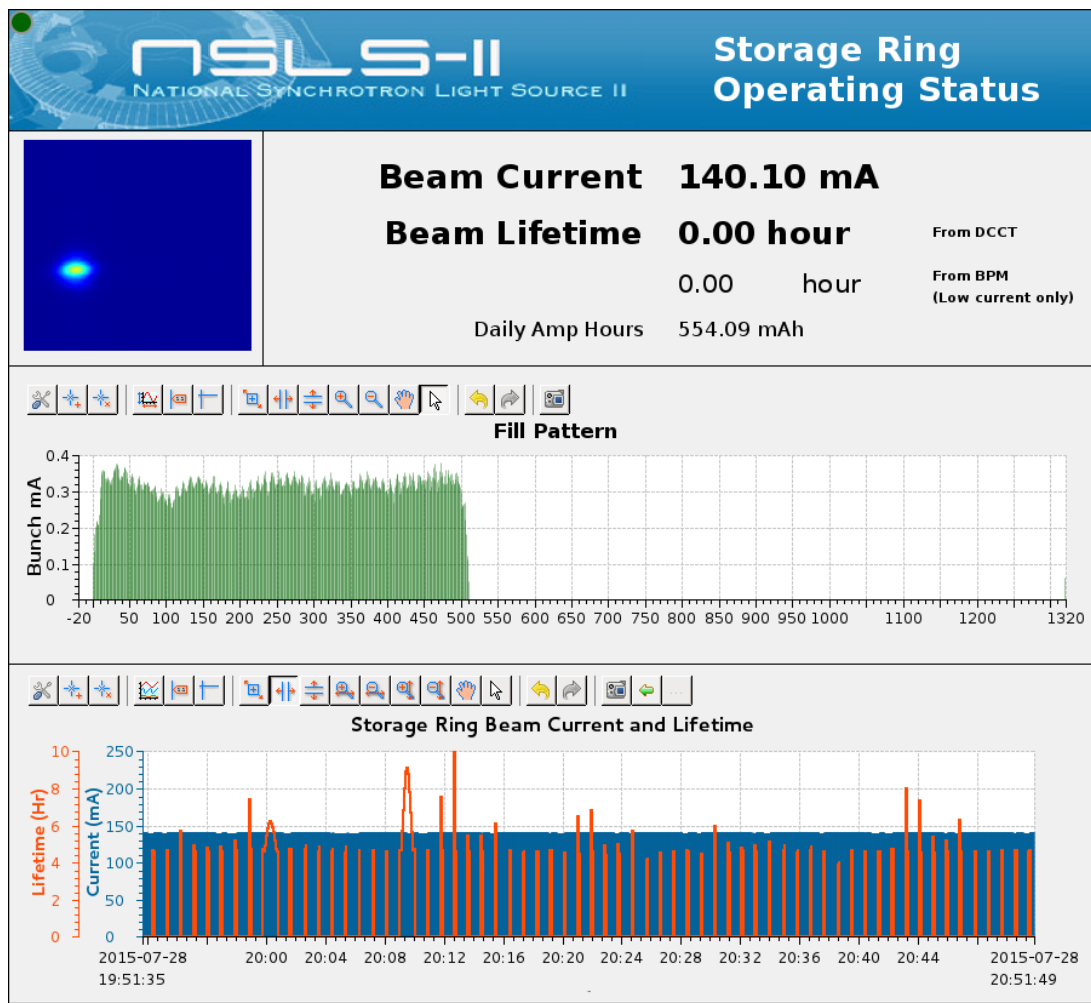 NSLS-II
NATIONAL SYNCHROTRON LIGHT SOURCE II
Storage Ring
Operating Status
Beam Current 140.10 mA
Beam Lifetime 0.00 hour From DCCT
0.00 hour From BPM
(Low current only)
Daily Amp Hours 554.09 mAh
Fill Pattern
Bunch mA
0.4
0.3
0.2
0.1
0
-20 50 100 150 200 250 300 350 400 450 500 550 600 650 700 750 800 850 900 950 1000 1100 1200 1320
Storage Ring Beam Current and Lifetime
Lifetime (Hr)
10
8
6
4
2
0
Current (mA)
250
200
150
100
50
0
2015-07-28 20:00 20:04 20:08 20:12 20:16 20:20 20:24 20:28 20:32 20:36 20:40 20:44 2015-07-28
19:51:35 20:51:49